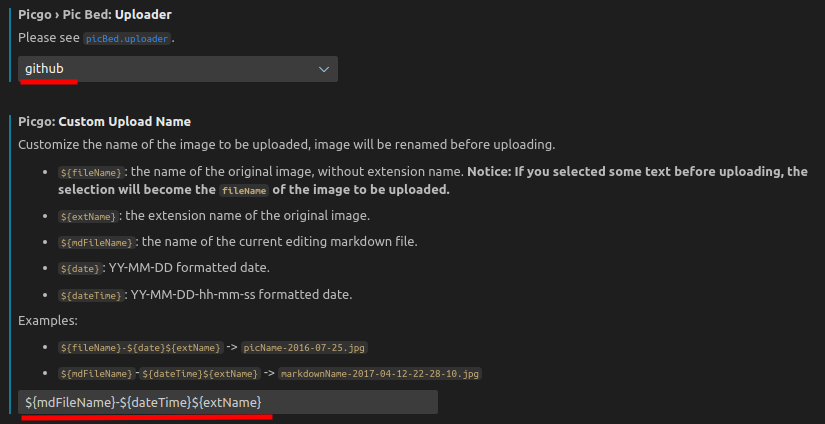 Picgo › Pic Bed: Uploader
Please see picBed.uploader.
github
Picgo: Custom Upload Name
Customize the name of the image to be uploaded, image will be renamed before uploading.
• ${fileName}: the name of the original image, without extension name. Notice: If you selected some text before uploading, the
selection will become the fileName of the image to be uploaded.
• ${extName}: the extension name of the original image.
• ${mdFileName}: the name of the current editing markdown file.
• ${date}: YY-MM-DD formatted date.
• ${dateTime}: YY-MM-DD-hh-mm-ss formatted date.
Examples:
• ${fileName}-${date}${extName} -> picName-2016-07-25.jpg
• ${mdFileName}-${dateTime}${extName} -> markdownName-2017-04-12-22-28-10.jpg
${mdFileName}-${dateTime}${extName}